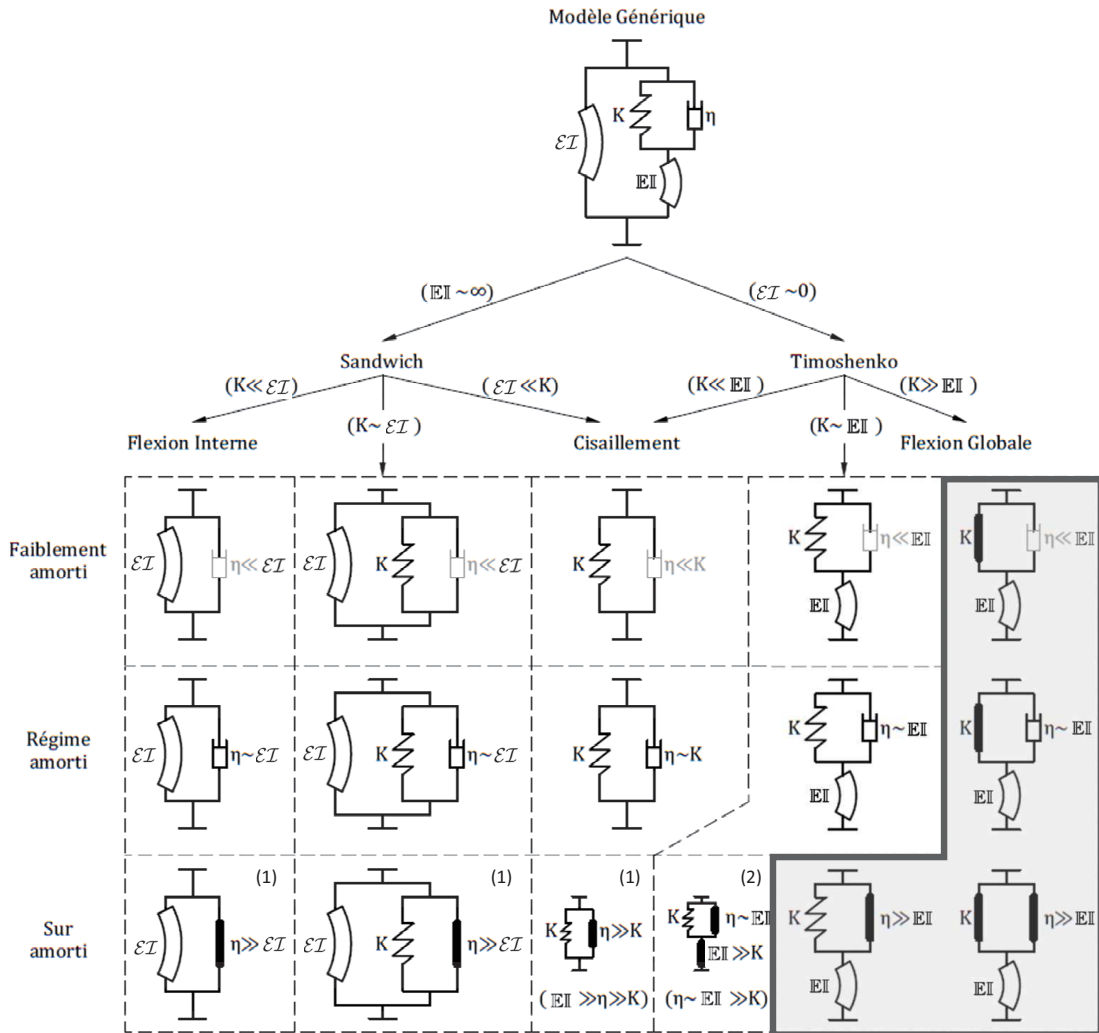 Modèle Générique
K
η
ℰℐ
𝔼𝕀
(𝔼𝕀 ~∞)
(ℰℐ ~0)
Sandwich
Timoshenko
(K≪ ℰℐ)
(ℰℐ ≪K)
(K≪ 𝔼𝕀 )
(K≫ 𝔼𝕀 )
(K~ ℰℐ )
(K~ 𝔼𝕀 )
Flexion Interne
Cisaillement
Flexion Globale
Faiblement
amorti
ℰℐ
η≪ ℰℐ
ℰℐ
K
η≪ ℰℐ
K
η≪K
K
η≪ 𝔼𝕀
𝔼𝕀
K
η≪ 𝔼𝕀
𝔼𝕀
Régime
amorti
ℰℐ
η~ℰℐ
ℰℐ
K
η~ℰℐ
K
η~K
K
η~ 𝔼𝕀
𝔼𝕀
K
η~ 𝔼𝕀
𝔼𝕀
Sur
amorti
(1)
ℰℐ
η≫ ℰℐ
(1)
ℰℐ
K
η≫ ℰℐ
(1)
K
η≫K
( 𝔼𝕀 ≫η≫K)
(2)
K
η~𝔼𝕀
𝔼𝕀 ≫K
(η~ 𝔼𝕀 ≫K)
K
η≫𝔼𝕀
𝔼𝕀
K
η≫𝔼𝕀
𝔼𝕀